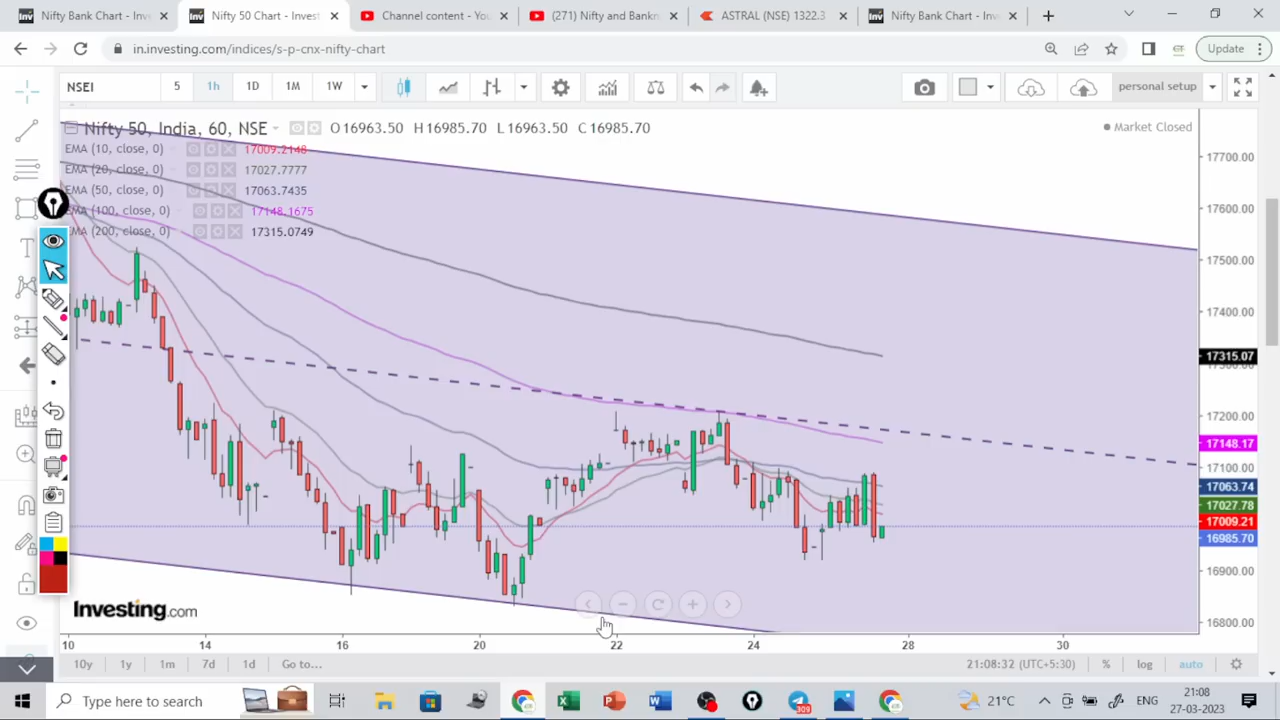 Nifty Bank Chart - Inve
Nifty 50 Chart - Invest
Channel content - You
(271) Nifty and Bankn
ASTRAL (NSE) 1322.3
Nifty Bank Chart - Inve
in.investing.com/indices/s-p-cnx-nifty-chart
Update
NSEI
5
1h
1D
1M
1W
personal setup
Nifty 50, India, 60, NSE
O 16963.50 H 16985.70 L 16963.50 C 16985.70
Market Closed
EMA (10, close, 0) 17009.2148
EMA (20, close, 0) 17027.7777
EMA (50, close, 0) 17063.7435
EMA (100, close, 0) 17148.1675
EMA (200, close, 0) 17315.0749
17700.00
17600.00
17500.00
17400.00
17315.07
17300.00
17200.00
17148.17
17100.00
17063.74
17027.78
17009.21
16985.70
16900.00
16800.00
Investing.com
10 14 16 20 22 24 28 30
10y 1y 1m 7d 1d Go to...
21:08:32 (UTC+5:30) % log auto
Type here to search
309
21°C
ENG
21:08
27-03-2023